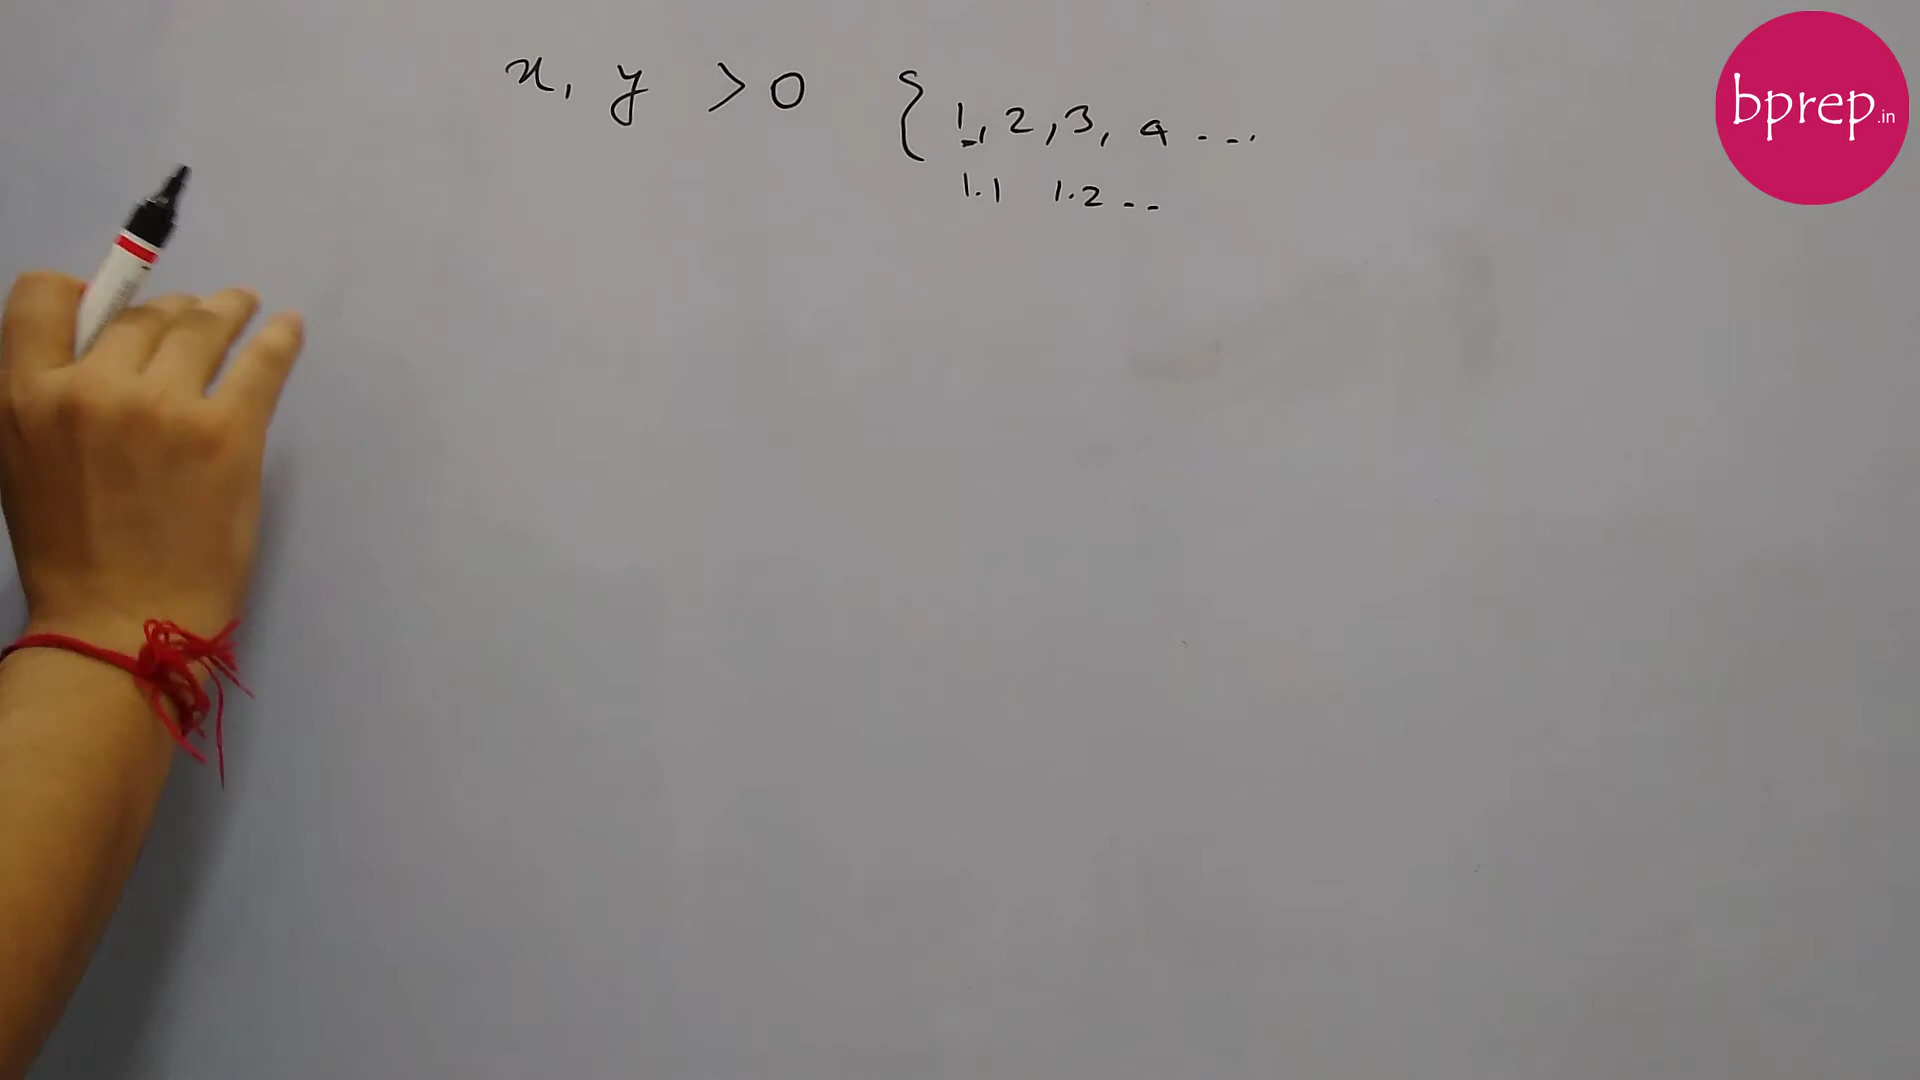 x, y > 0 { 1, 2, 3, 4 ...
1.1 1.2 ..
bprep.in